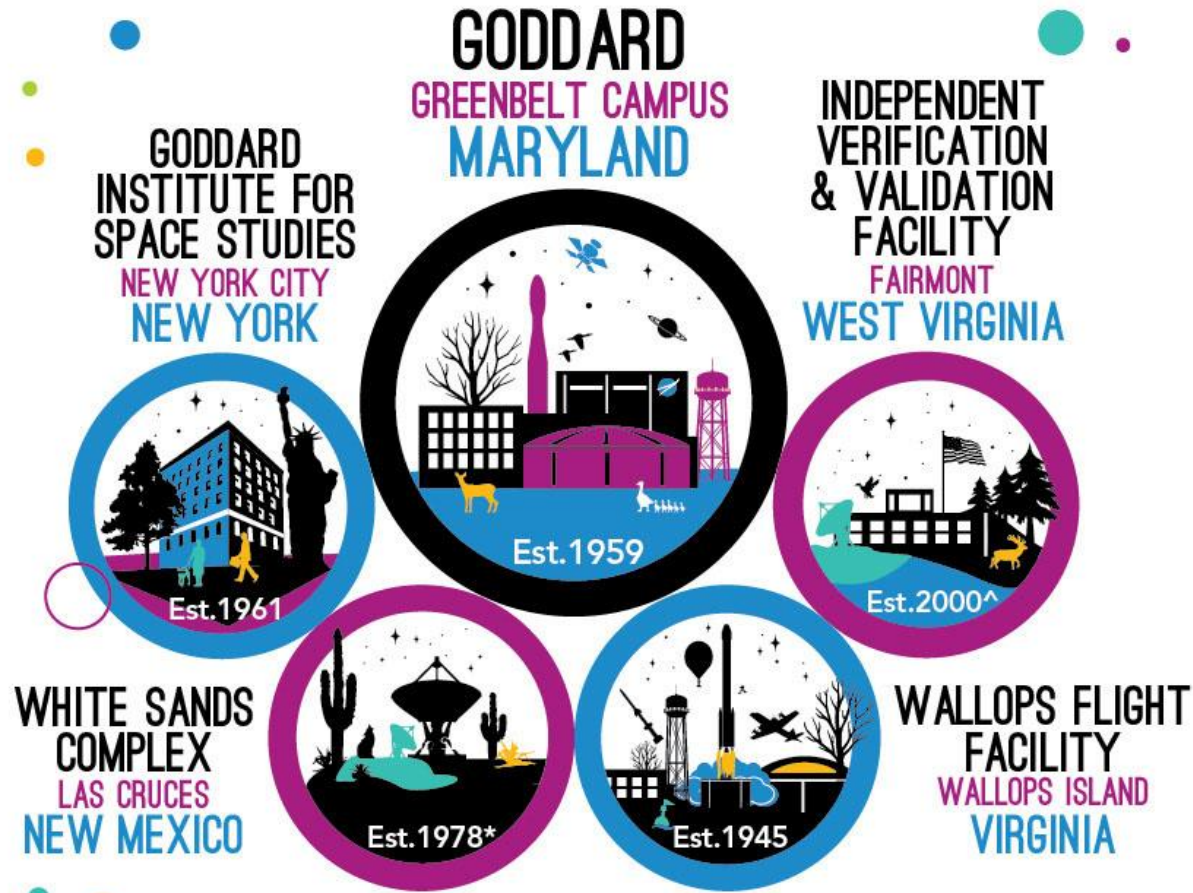 GODDARD
GREENBELT CAMPUS
MARYLAND
Est.1959
GODDARD
INSTITUTE FOR
SPACE STUDIES
NEW YORK CITY
NEW YORK
Est.1961
INDEPENDENT
VERIFICATION
& VALIDATION
FACILITY
FAIRMONT
WEST VIRGINIA
Est.2000^
WHITE SANDS
COMPLEX
LAS CRUCES
NEW MEXICO
Est.1978*
WALLOPS FLIGHT
FACILITY
WALLOPS ISLAND
VIRGINIA
Est.1945